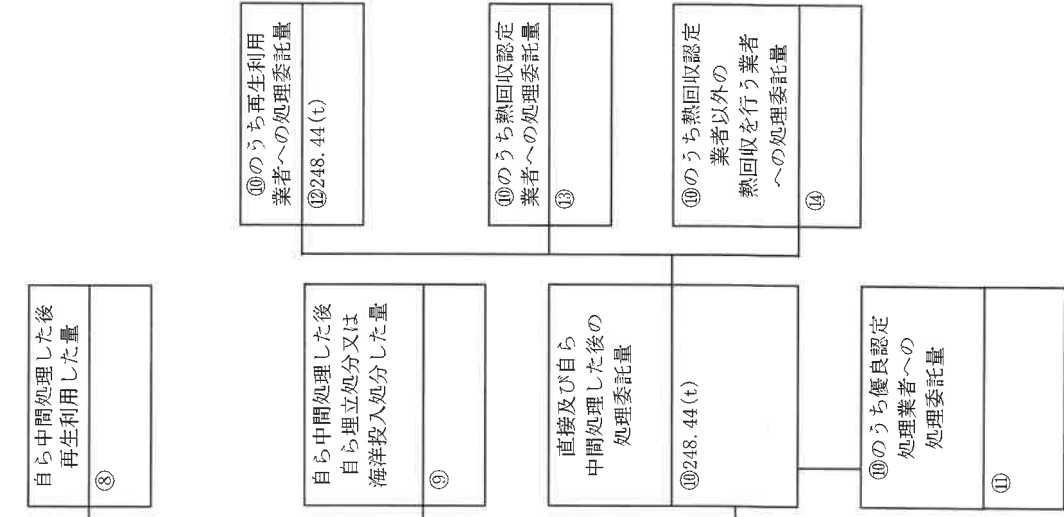 自ら中間処理した後
再生利用した量
⑧
自ら中間処理した後
自ら埋立処分又は
海洋投入処分した量
⑨
直接及び自ら
中間処理した後の
処理委託量
⑩248.44(t)
⑩のうち優良認定
処理業者への
処理委託量
⑪
⑩のうち再生利用
業者への処理委託量
⑫248.44(t)
⑩のうち熱回収認定
業者への処理委託量
⑬
⑩のうち熱回収認定
業者以外の
熱回収を行う業者
への処理委託量
⑭